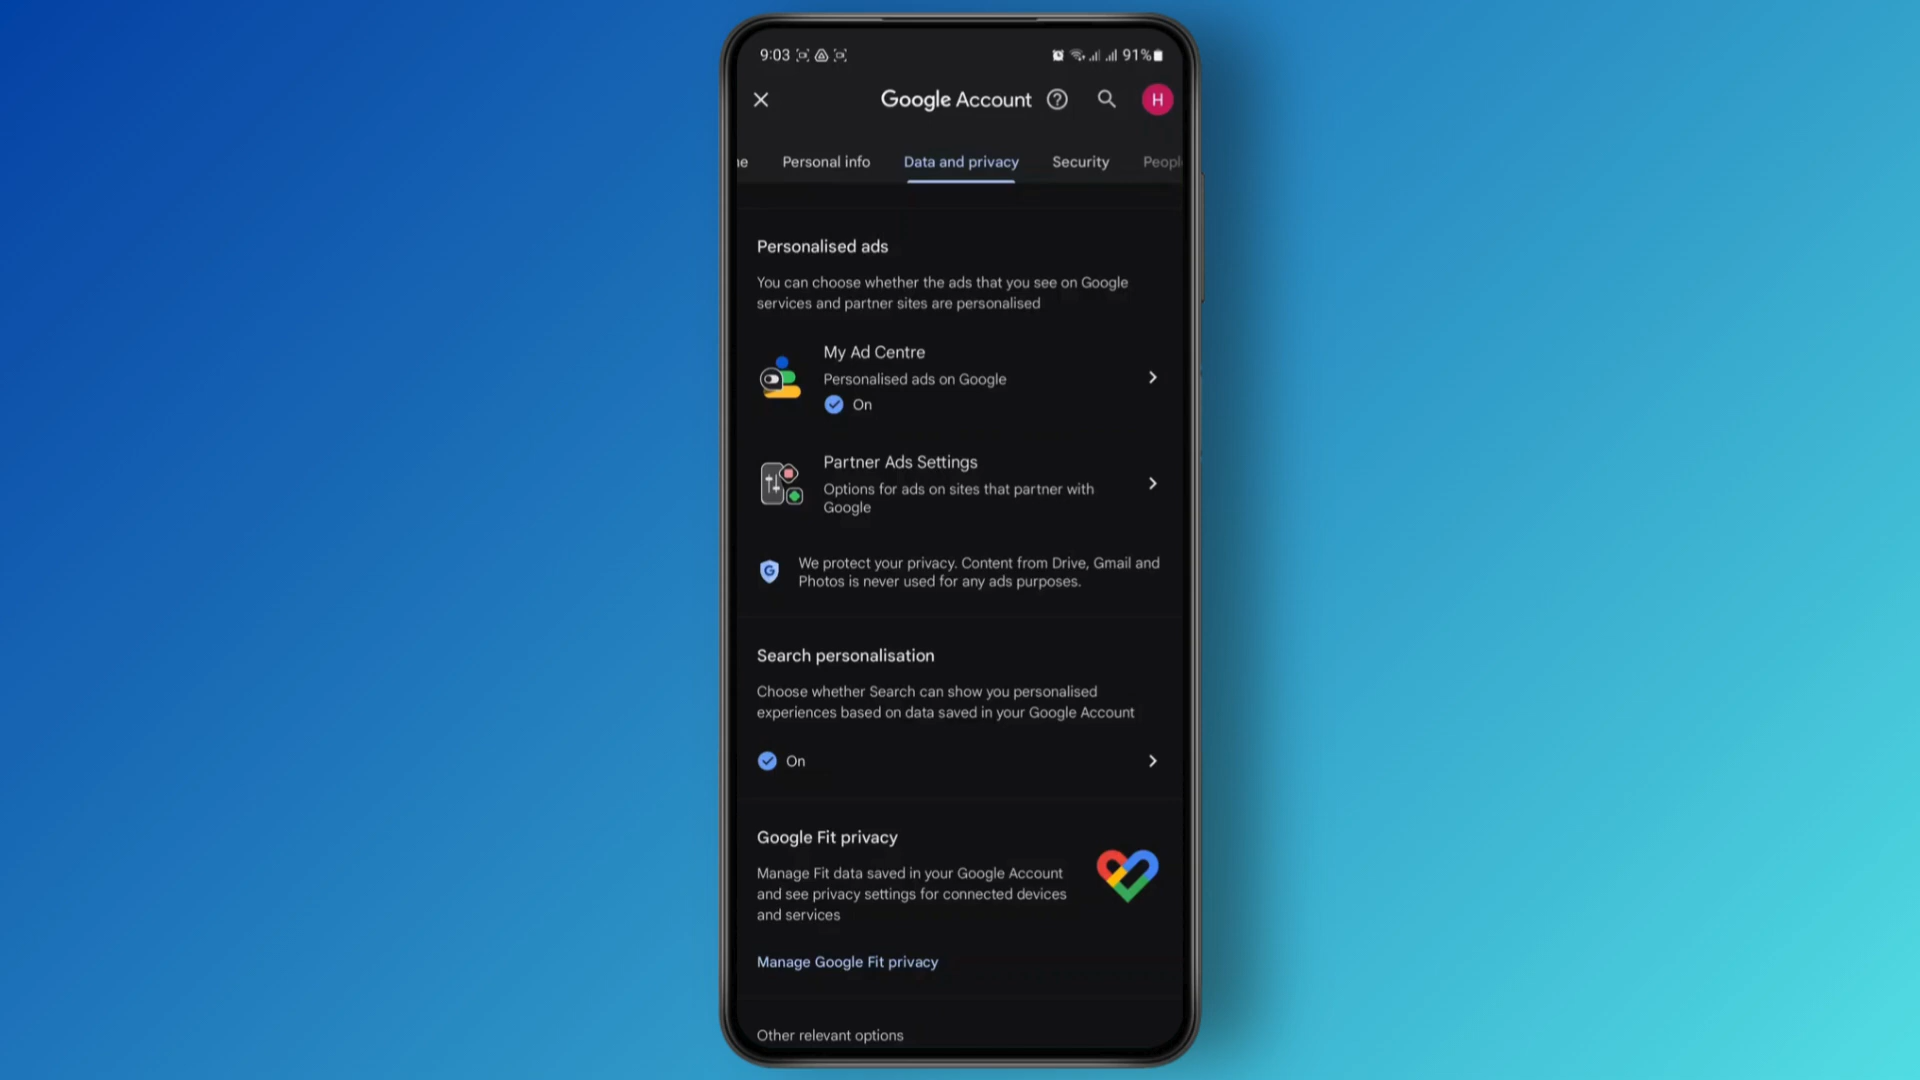 9:03 91%
Google Account H
Personal info Data and privacy Security
Personalised ads
You can choose whether the ads that you see on Google
services and partner sites are personalised
My Ad Centre
Personalised ads on Google
On
Partner Ads Settings
Options for ads on sites that partner with
Google
We protect your privacy. Content from Drive, Gmail and
Photos is never used for any ads purposes.
Search personalisation
Choose whether Search can show you personalised
experiences based on data saved in your Google Account
On
Google Fit privacy
Manage Fit data saved in your Google Account
and see privacy settings for connected devices
and services
Manage Google Fit privacy
Other relevant options